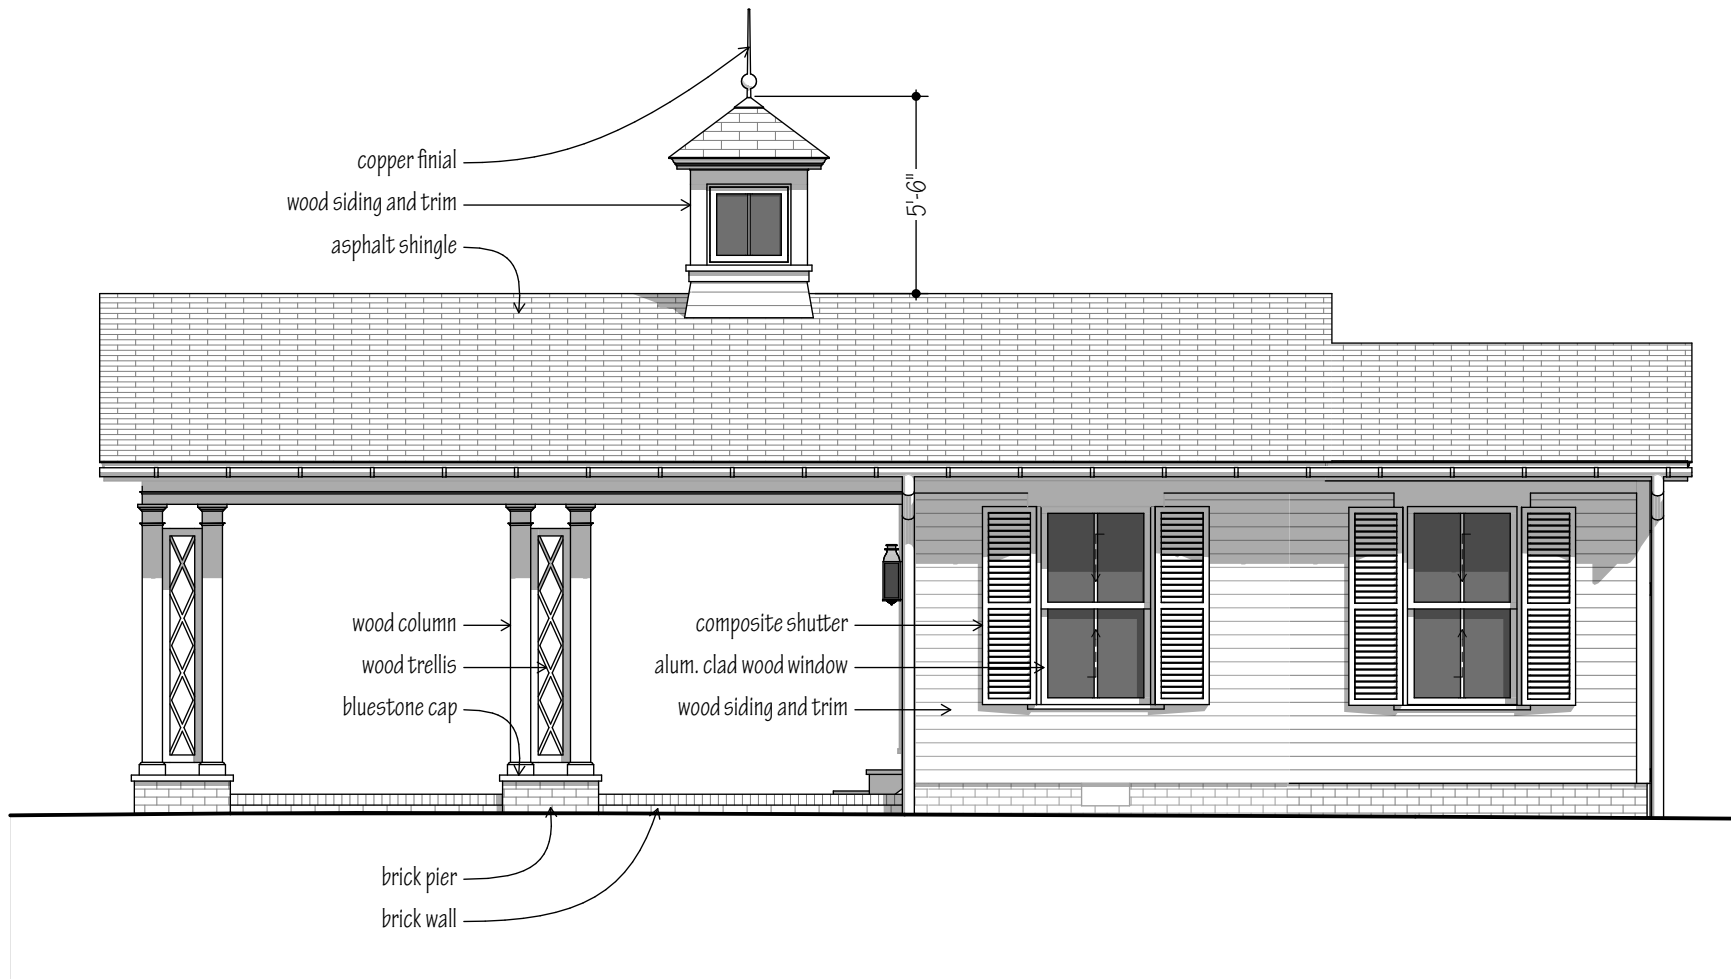 copper finial
wood siding and trim
asphalt shingle
5'-6"
wood column
wood trellis
bluestone cap
composite shutter
alum. clad wood window
wood siding and trim
brick pier
brick wall